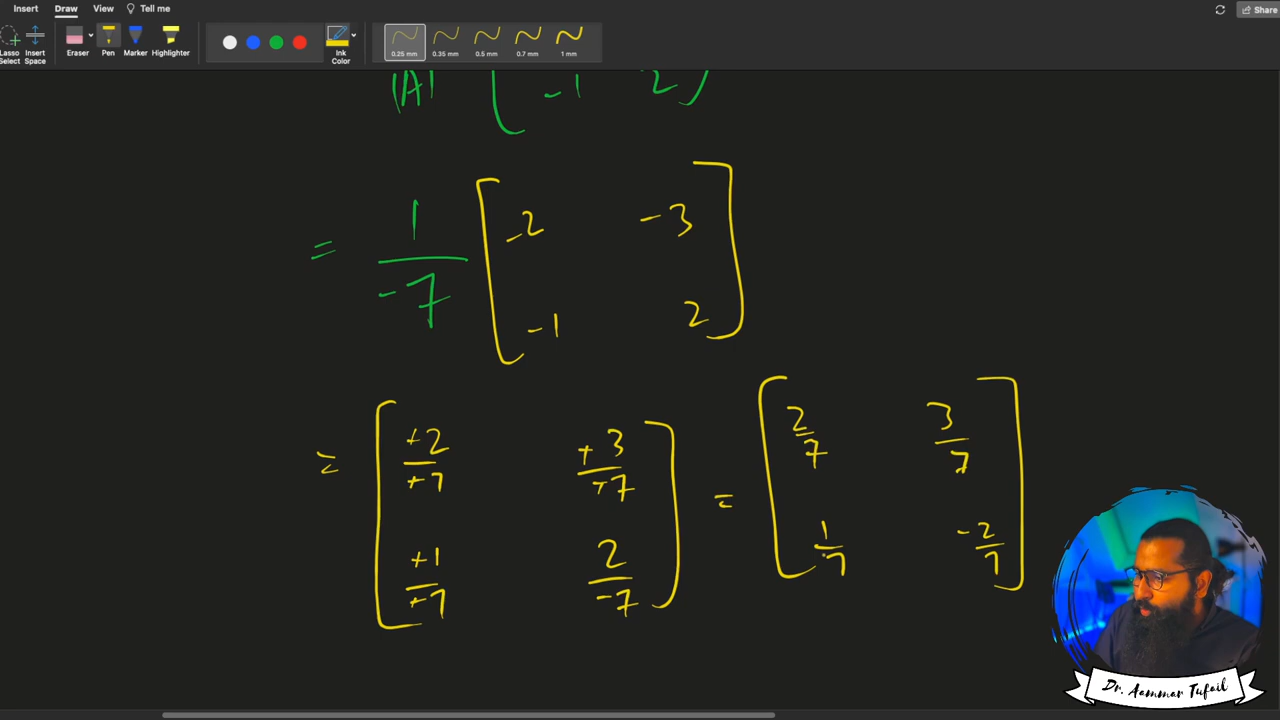 Insert Draw View Tell me
Share
Lasso Select Insert Space Eraser Pen Marker Highlighter Ink Color 0.25 mm 0.35 mm 0.5 mm 0.7 mm 1 mm
|A| -1 2
= 1/-7 [ -2 -3
-1 2 ]
= [ +2/+7 +3/+7
+1/+7 2/-7 ]
= [ 2/7 3/7
1/7 -2/7 ]
Dr. Aammar Tufail